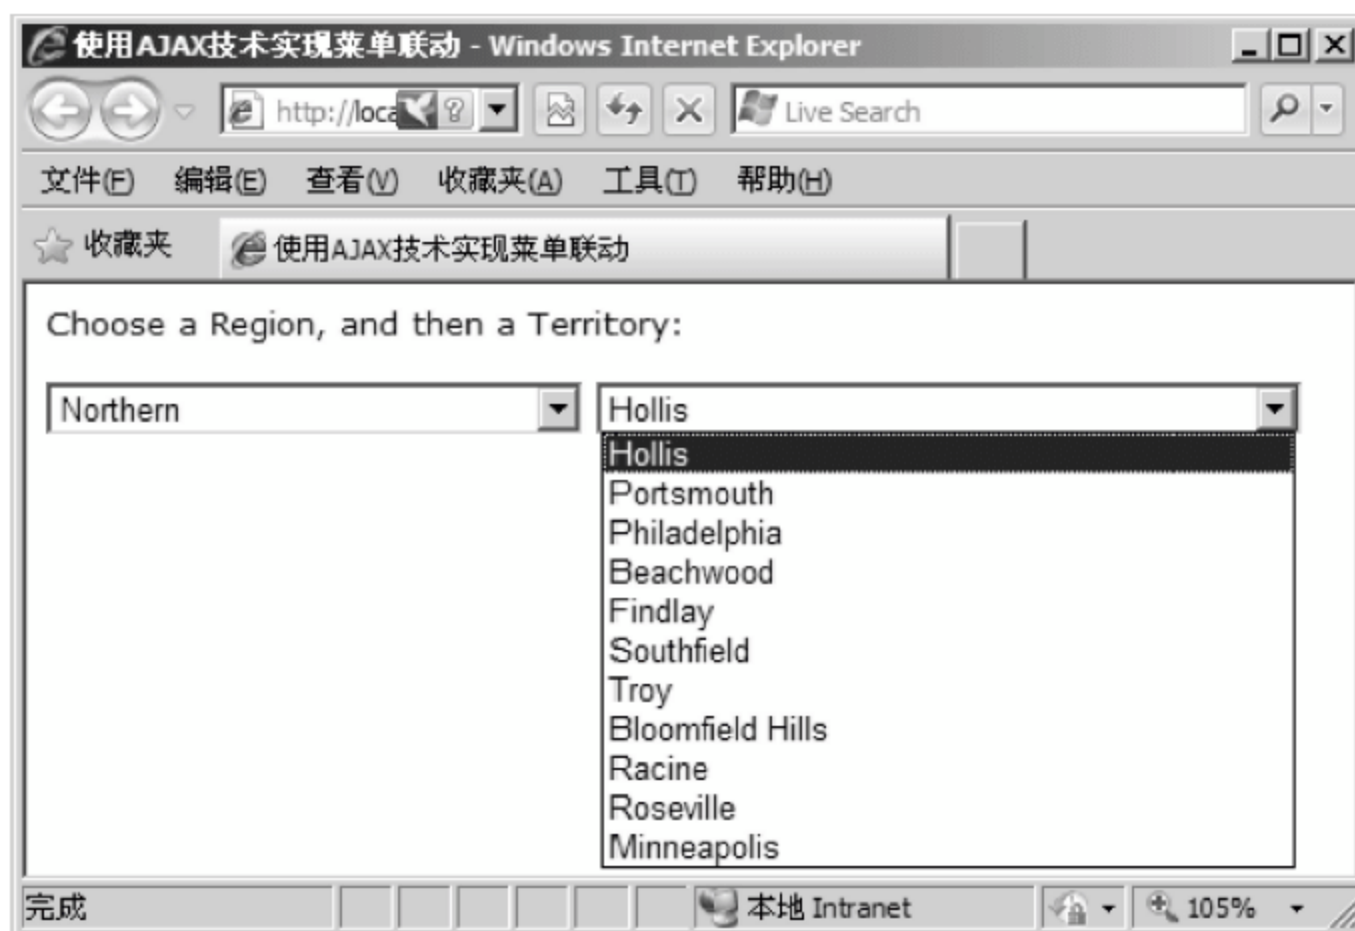 使用AJAX技术实现菜单联动 - Windows Internet Explorer
http://loca
Live Search
文件(F) 编辑(E) 查看(V) 收藏夹(A) 工具(T) 帮助(H)
收藏夹 使用AJAX技术实现菜单联动
Choose a Region, and then a Territory:
Northern Hollis
Hollis
Portsmouth
Philadelphia
Beachwood
Findlay
Southfield
Troy
Bloomfield Hills
Racine
Roseville
Minneapolis
完成 本地 Intranet 105%